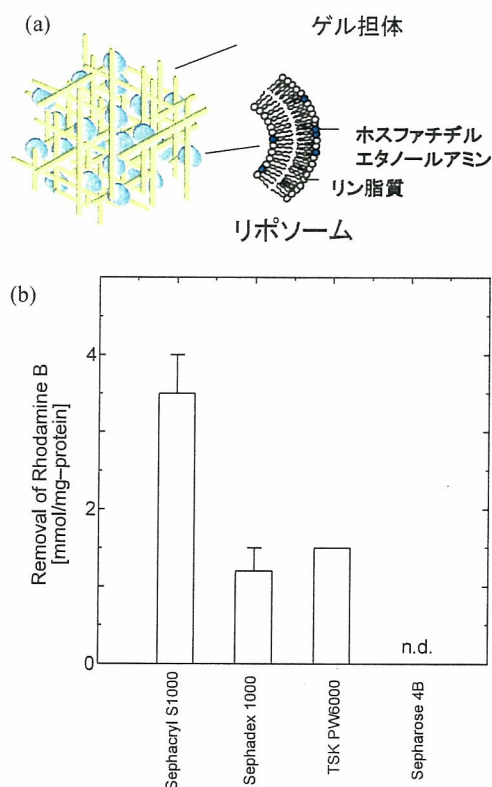 (a)
ゲル担体
ホスファチヂル
エタノールアミン
リン脂質
リポソーム
(b)
Removal of Rhodamine B
[mmol/mg-protein]
4
2
0
n.d.
Sephacryl S1000
Sephadex 1000
TSK PW6000
Sepharose 4B